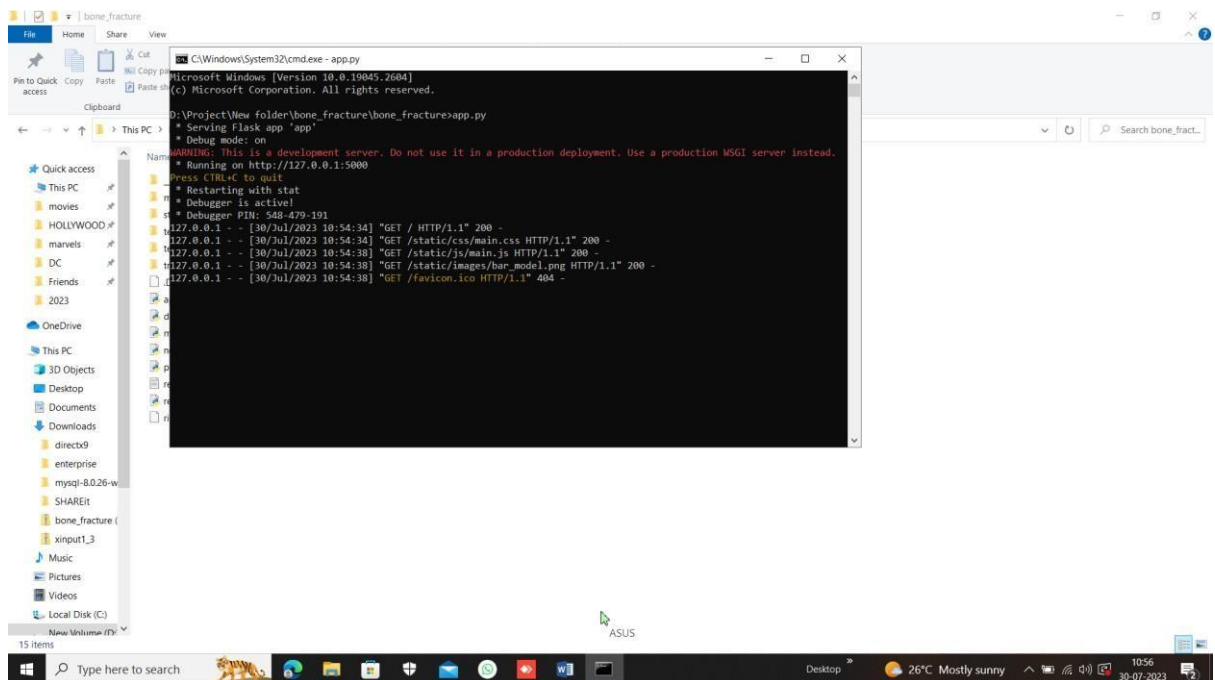 bone_fracture
File Home Share View
Pin to Quick access
Copy
Paste
Cut
Copy pa
Paste sh
Clipboard
C:\Windows\System32\cmd.exe - app.py
Microsoft Windows [Version 10.0.19045.2604]
(c) Microsoft Corporation. All rights reserved.
D:\Project\New folder\bone_fracture\bone_fracture>app.py
* Serving Flask app 'app'
* Debug mode: on
WARNING: This is a development server. Do not use it in a production deployment. Use a production WSGI server instead.
* Running on http://127.0.0.1:5000
Press CTRL+C to quit
* Restarting with stat
* Debugger is active!
* Debugger PIN: 548-479-191
127.0.0.1 - - [30/Jul/2023 10:54:34] "GET / HTTP/1.1" 200 -
127.0.0.1 - - [30/Jul/2023 10:54:34] "GET /static/css/main.css HTTP/1.1" 200 -
127.0.0.1 - - [30/Jul/2023 10:54:38] "GET /static/js/main.js HTTP/1.1" 200 -
127.0.0.1 - - [30/Jul/2023 10:54:38] "GET /static/images/bar_model.png HTTP/1.1" 200 -
127.0.0.1 - - [30/Jul/2023 10:54:38] "GET /favicon.ico HTTP/1.1" 404 -
This PC >
Search bone_fract...
Nam
Quick access
This PC
movies
HOLLYWOOD
marvels
DC
Friends
2023
OneDrive
This PC
3D Objects
Desktop
Documents
Downloads
directx9
enterprise
mysql-8.0.26-w
SHAREit
bone_fracture (
xinput1_3
Music
Pictures
Videos
Local Disk (C:)
New Volume (D:
15 items
ASUS
Type here to search
Desktop
26°C Mostly sunny
10:56
30-07-2023
2